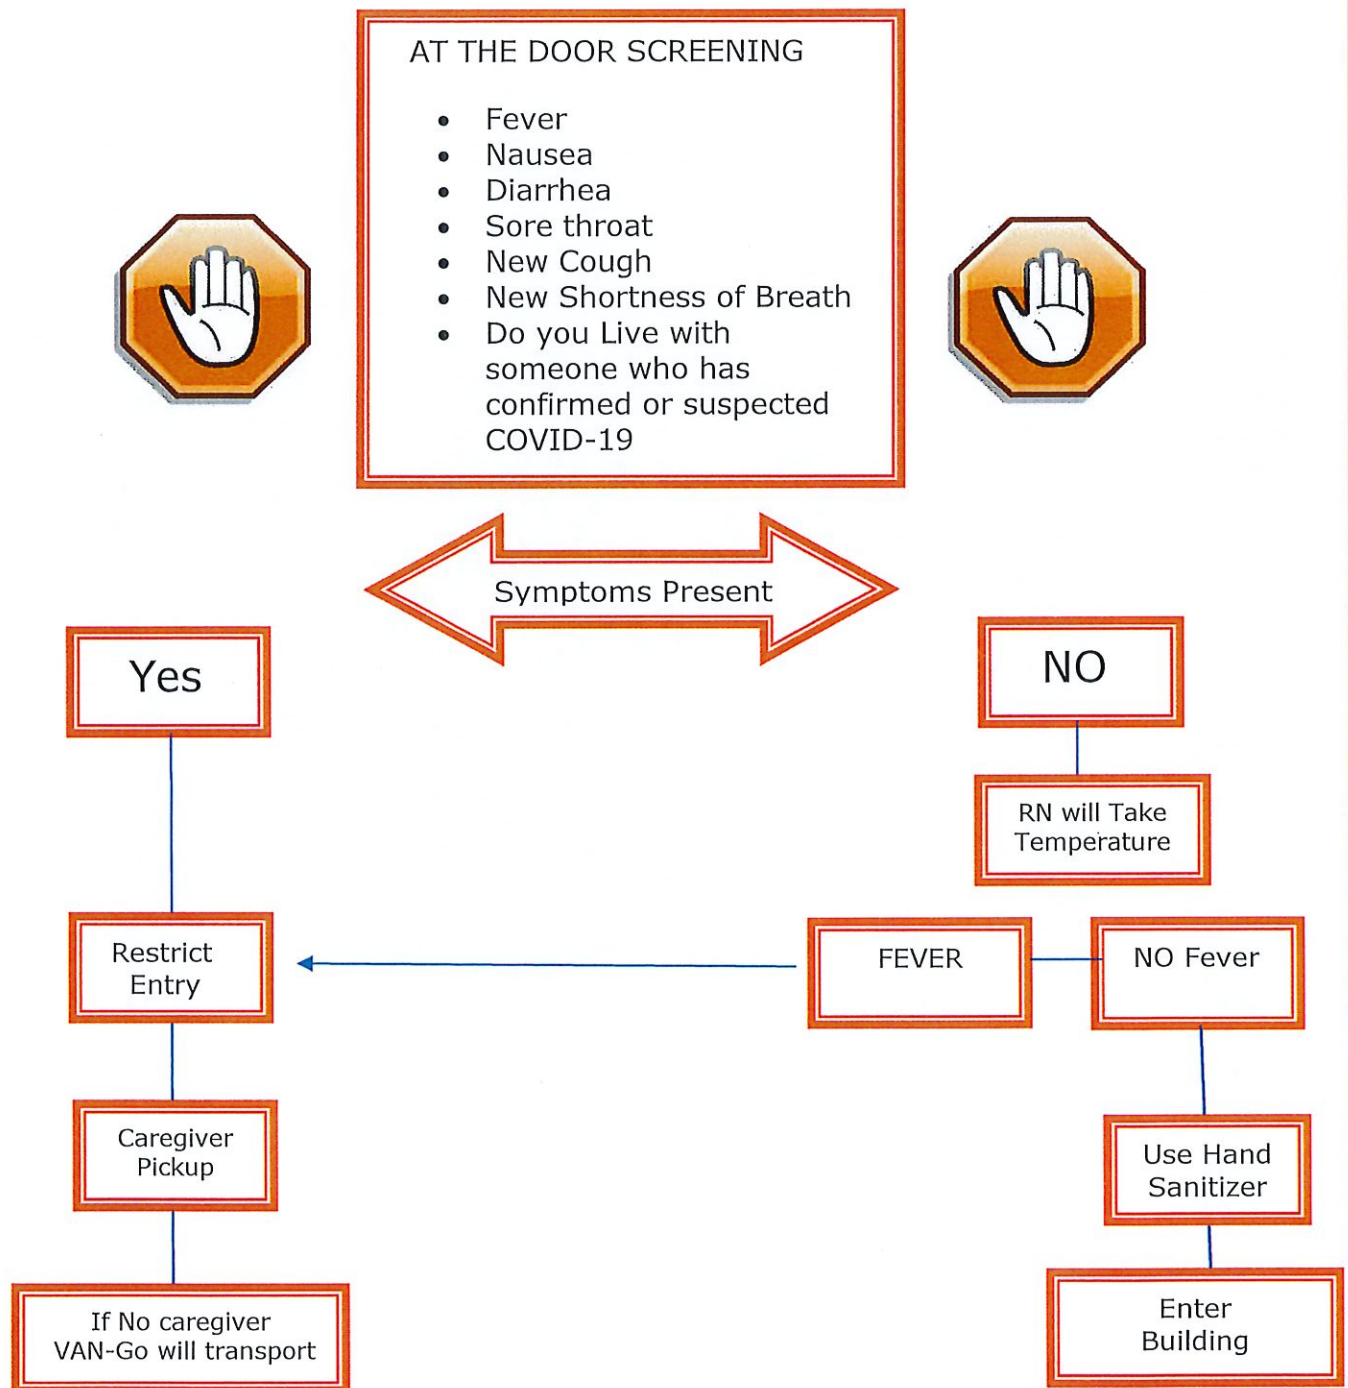 AT THE DOOR SCREENING
• Fever
• Nausea
• Diarrhea
• Sore throat
• New Cough
• New Shortness of Breath
• Do you Live with
someone who has
confirmed or suspected
COVID-19
Symptoms Present
Yes
NO
RN will Take
Temperature
Restrict
Entry
FEVER
NO Fever
Caregiver
Pickup
Use Hand
Sanitizer
If No caregiver
VAN-Go will transport
Enter
Building